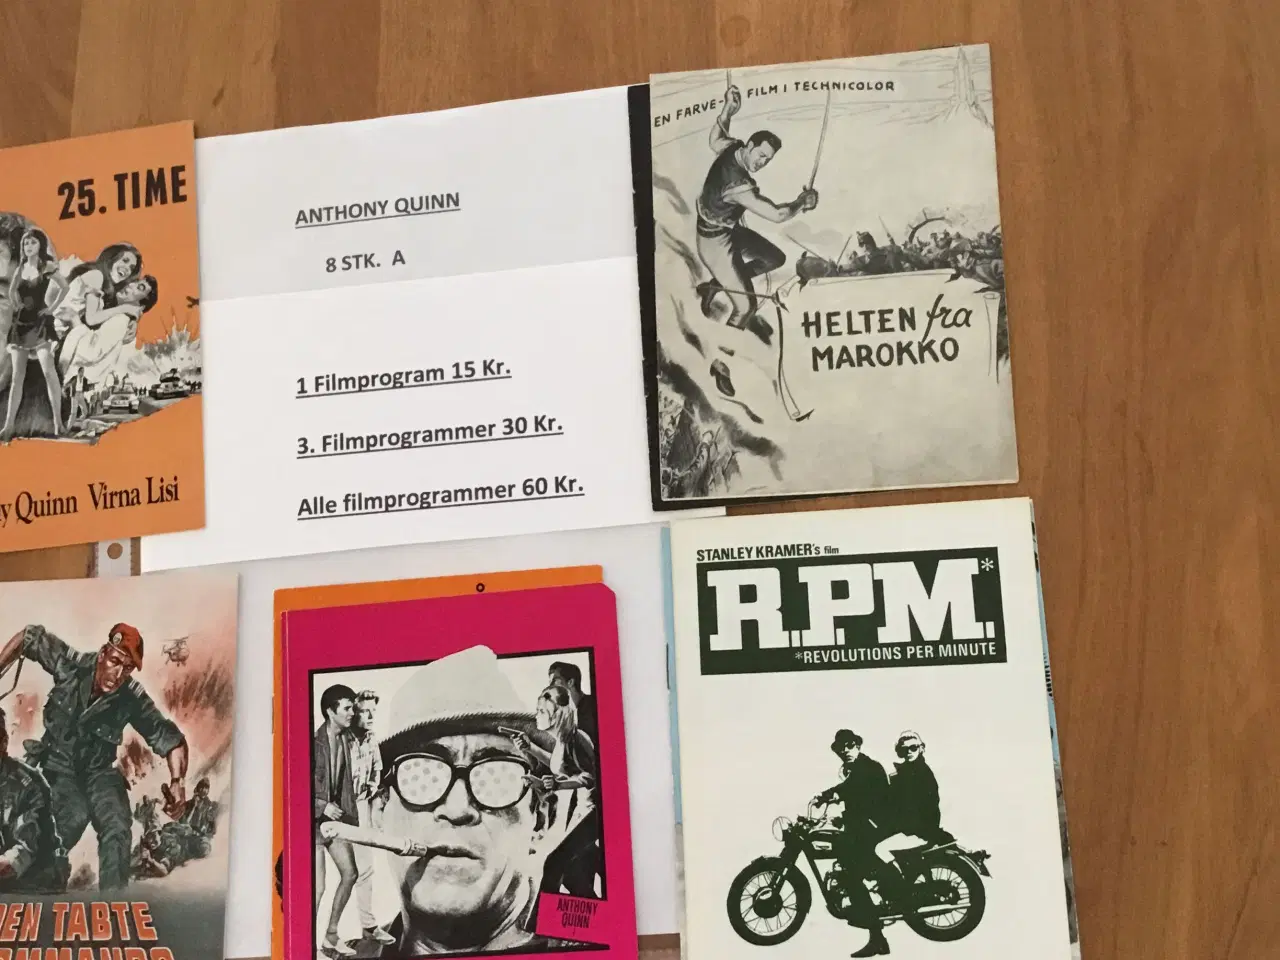 25. TIME
Quinn Virna Lisi
ANTHONY QUINN
8 STK. A
1 Filmprogram 15 Kr.
3. Filmprogrammer 30 Kr.
Alle filmprogrammer 60 Kr.
EN FARVE-FILM I TECHNICOLOR
HELTEN fra
MAROKKO
TABTE
ANTHONY
QUINN
STANLEY KRAMER's film
R.P.M.*
*REVOLUTIONS PER MINUTE